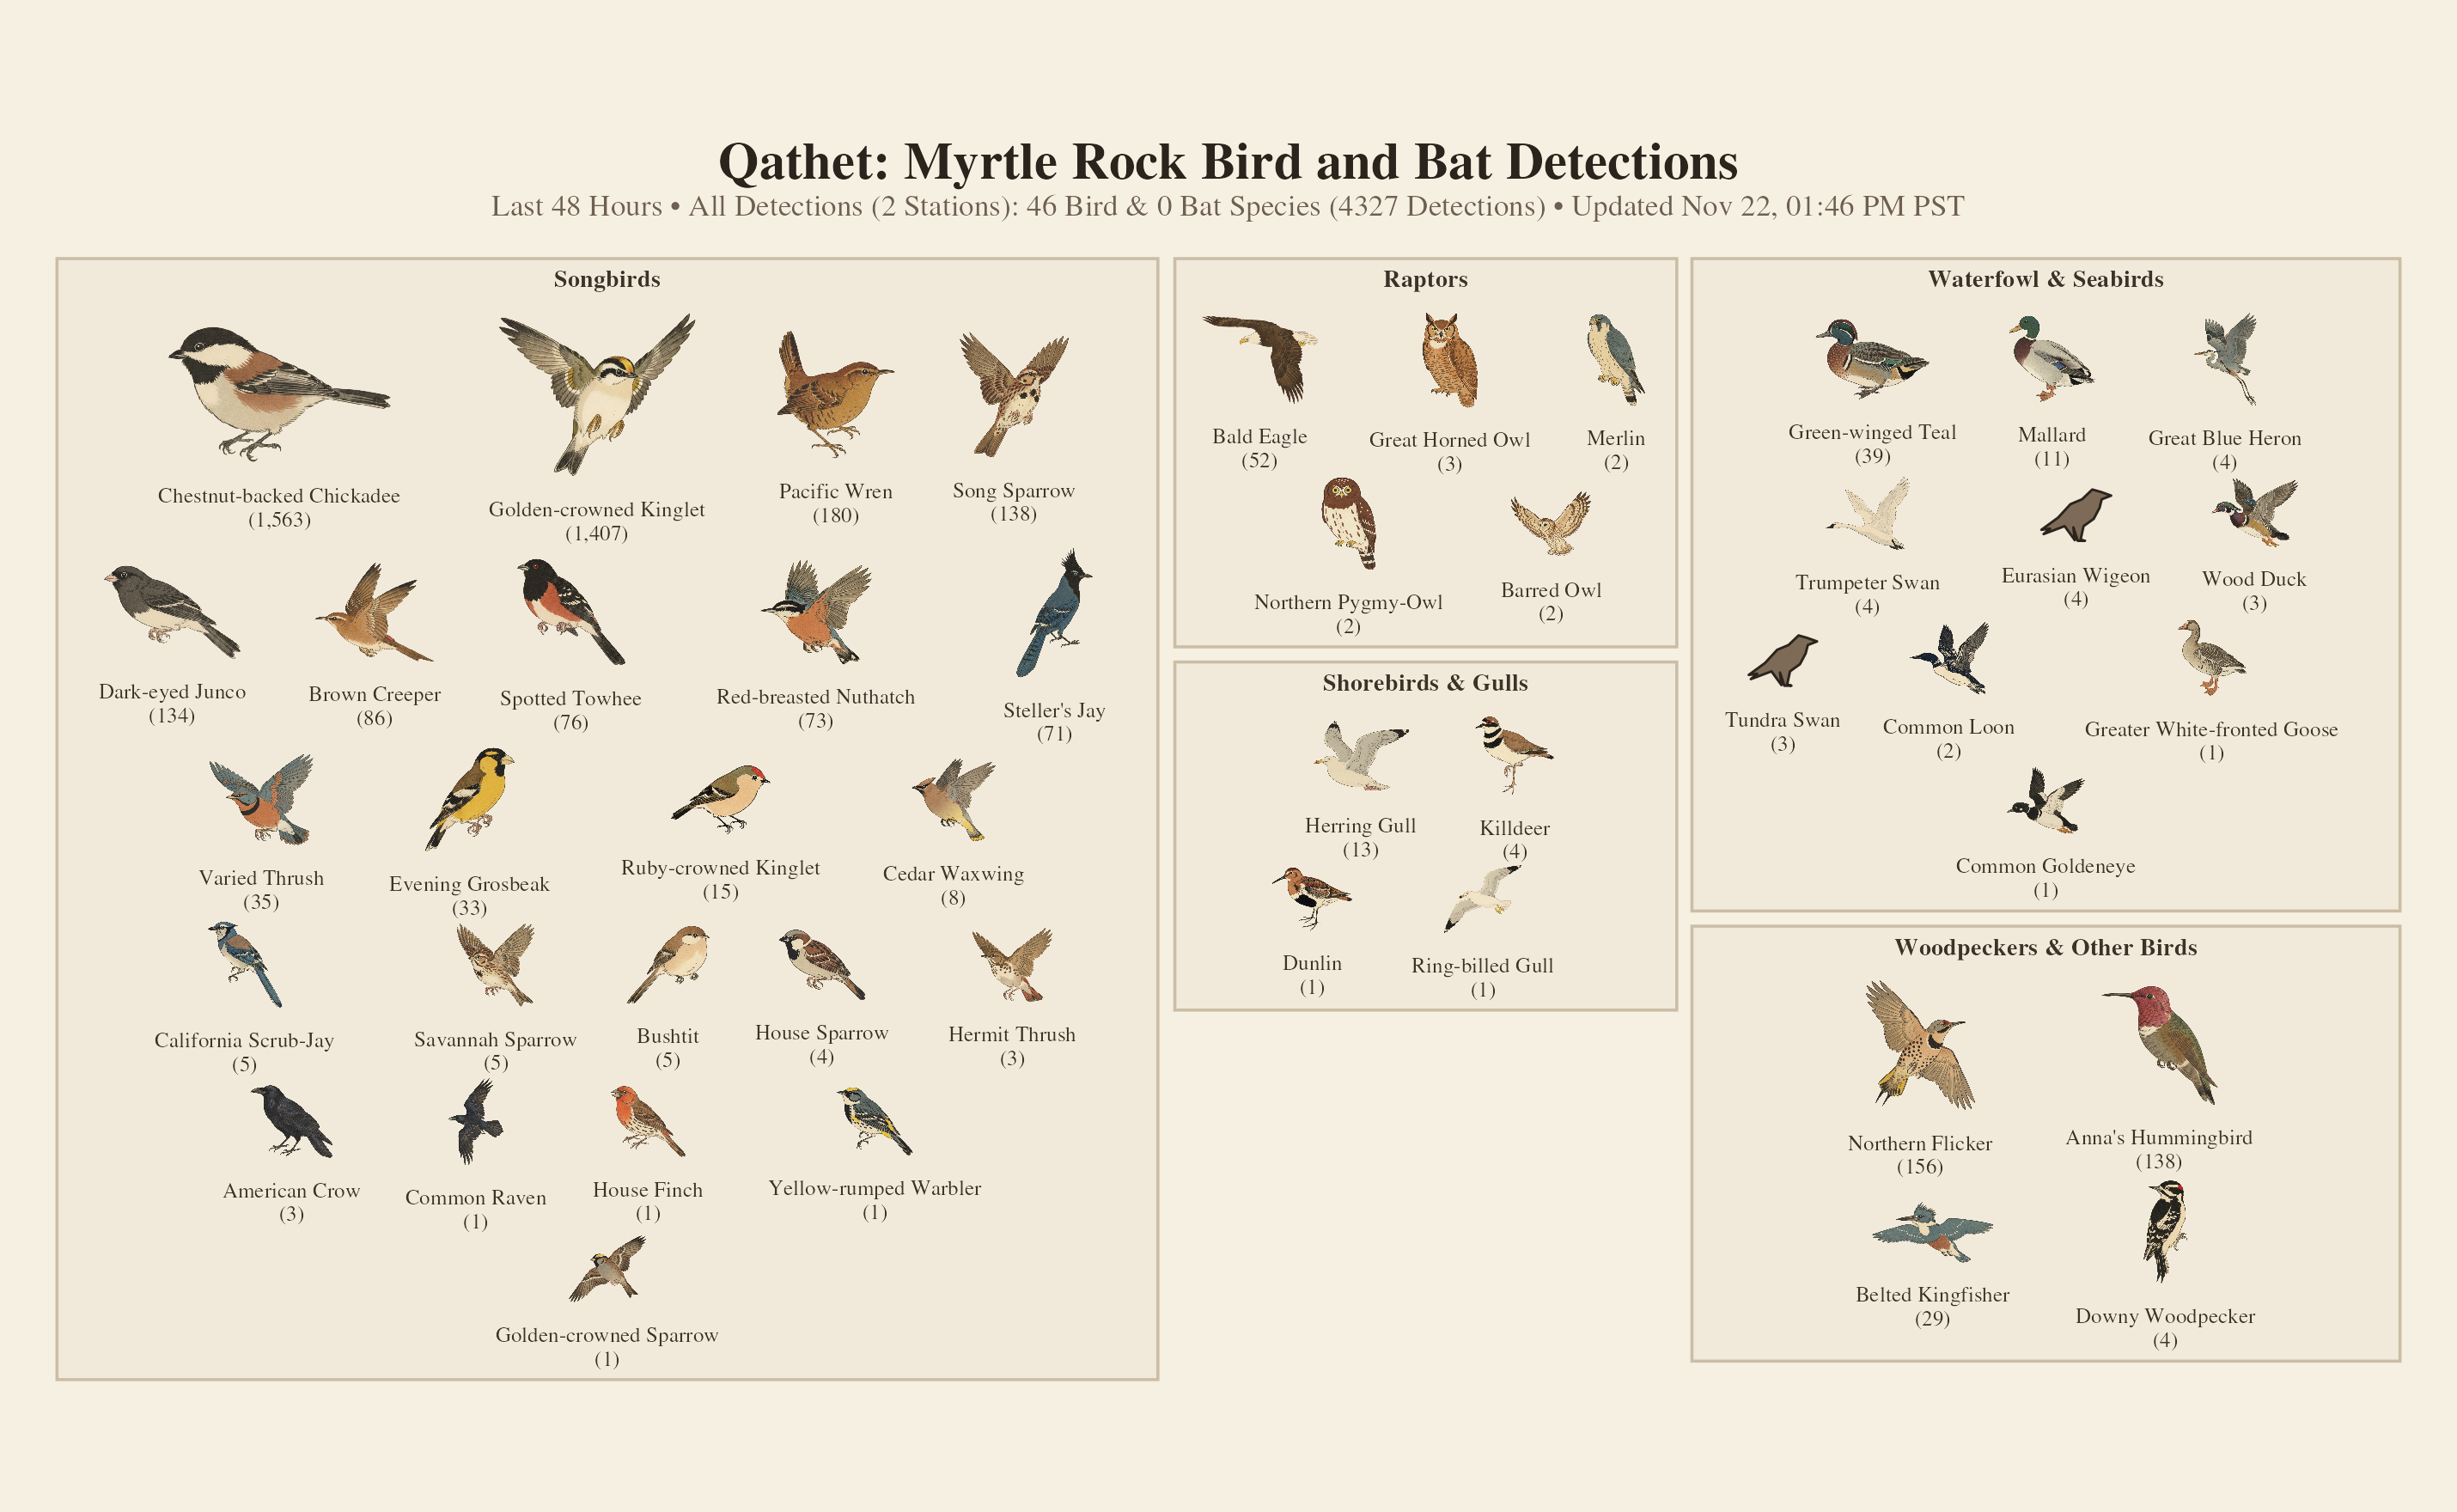 Qathet: Myrtle Rock Bird and Bat Detections
Last 48 Hours • All Detections (2 Stations): 46 Bird & 0 Bat Species (4327 Detections) • Updated Nov 22, 01:46 PM PST
Songbirds
Chestnut-backed Chickadee
(1,563)
Golden-crowned Kinglet
(1,407)
Pacific Wren
(180)
Song Sparrow
(138)
Dark-eyed Junco
(134)
Brown Creeper
(86)
Spotted Towhee
(76)
Red-breasted Nuthatch
(73)
Steller's Jay
(71)
Varied Thrush
(35)
Evening Grosbeak
(33)
Ruby-crowned Kinglet
(15)
Cedar Waxwing
(8)
California Scrub-Jay
(5)
Savannah Sparrow
(5)
Bushtit
(5)
House Sparrow
(4)
Hermit Thrush
(3)
American Crow
(3)
Common Raven
(1)
House Finch
(1)
Yellow-rumped Warbler
(1)
Golden-crowned Sparrow
(1)
Raptors
Bald Eagle
(52)
Great Horned Owl
(3)
Merlin
(2)
Northern Pygmy-Owl
(2)
Barred Owl
(2)
Shorebirds & Gulls
Herring Gull
(13)
Killdeer
(4)
Dunlin
(1)
Ring-billed Gull
(1)
Waterfowl & Seabirds
Green-winged Teal
(39)
Mallard
(11)
Great Blue Heron
(4)
Trumpeter Swan
(4)
Eurasian Wigeon
(4)
Wood Duck
(3)
Tundra Swan
(3)
Common Loon
(2)
Greater White-fronted Goose
(1)
Common Goldeneye
(1)
Woodpeckers & Other Birds
Northern Flicker
(156)
Anna's Hummingbird
(138)
Belted Kingfisher
(29)
Downy Woodpecker
(4)